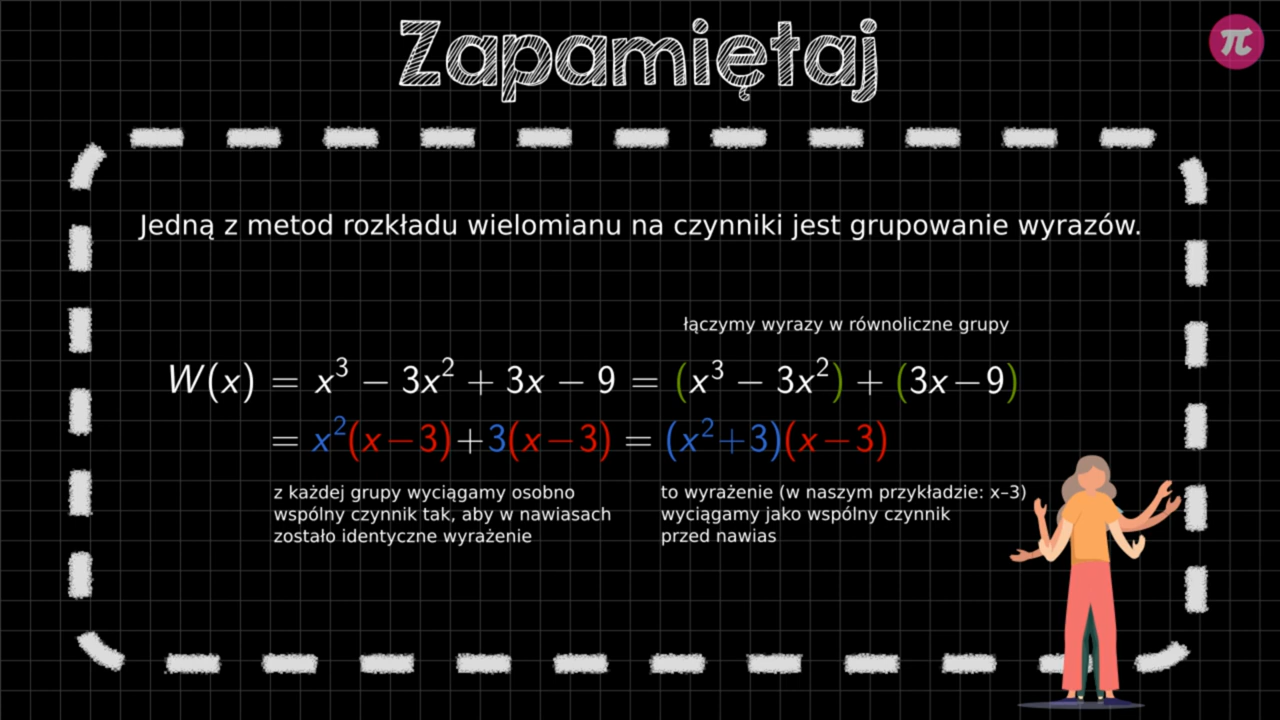 Zapamiętaj
π
Jedną z metod rozkładu wielomianu na czynniki jest grupowanie wyrazów.
łączymy wyrazy w równoliczne grupy
W(x) = x³ − 3x² + 3x − 9 = (x³ − 3x²) + (3x−9)
= x²(x−3)+3(x−3) = (x²+3)(x−3)
z każdej grupy wyciągamy osobno
wspólny czynnik tak, aby w nawiasach
zostało identyczne wyrażenie
to wyrażenie (w naszym przykładzie: x–3)
wyciągamy jako wspólny czynnik
przed nawias